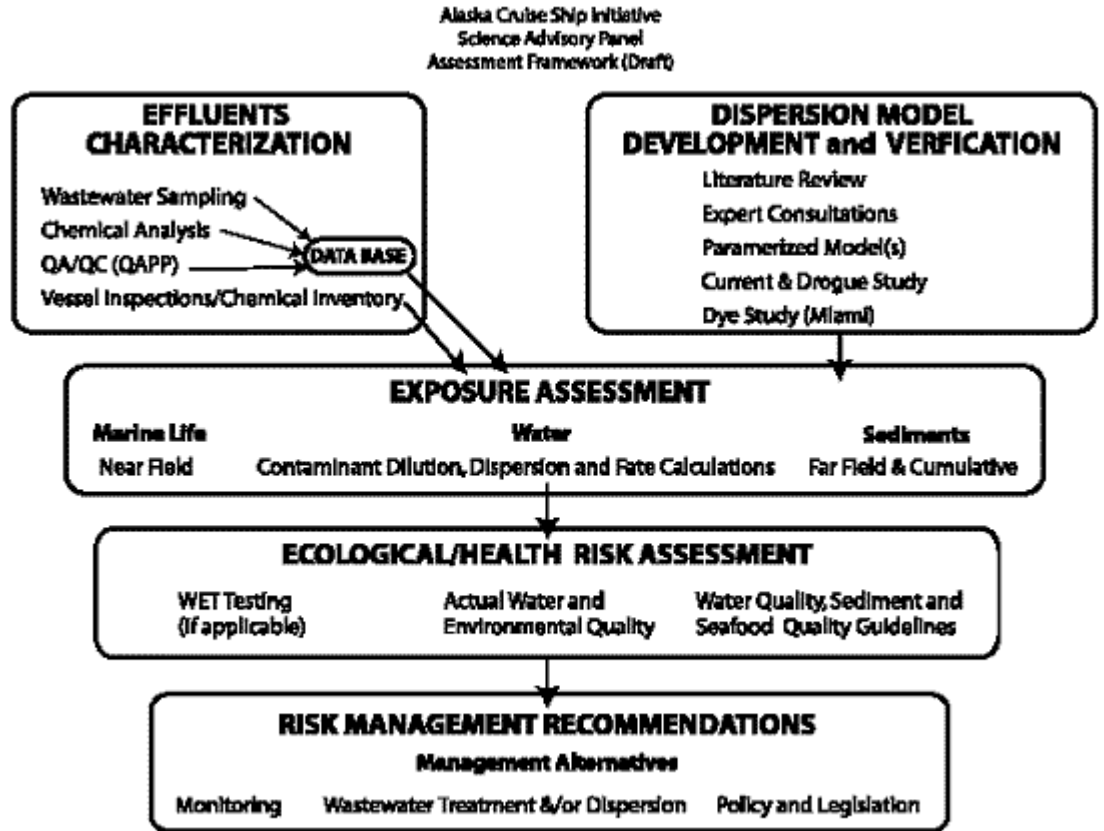 Alaska Cruise Ship Initiative
Science Advisory Panel
Assessment Framework (Draft)
EFFLUENTS
CHARACTERIZATION
Wastewater Sampling
Chemical Analysis
QA/QC (QAPP)
DATA BASE
Vessel Inspections/Chemical Inventory
DISPERSION MODEL
DEVELOPMENT and VERFICATION
Literature Review
Expert Consultations
Paramerized Model(s)
Current & Drogue Study
Dye Study (Miami)
EXPOSURE ASSESSMENT
Marine Life
Near Field
Water
Contaminant Dilution, Dispersion and Fate Calculations
Sediments
Far Field & Cumulative
ECOLOGICAL/HEALTH RISK ASSESSMENT
WET Testing
(if applicable)
Actual Water and
Environmental Quality
Water Quality, Sediment and
Seafood Quality Guidelines
RISK MANAGEMENT RECOMMENDATIONS
Management Alternatives
Monitoring
Wastewater Treatment &/or Dispersion
Policy and Legislation